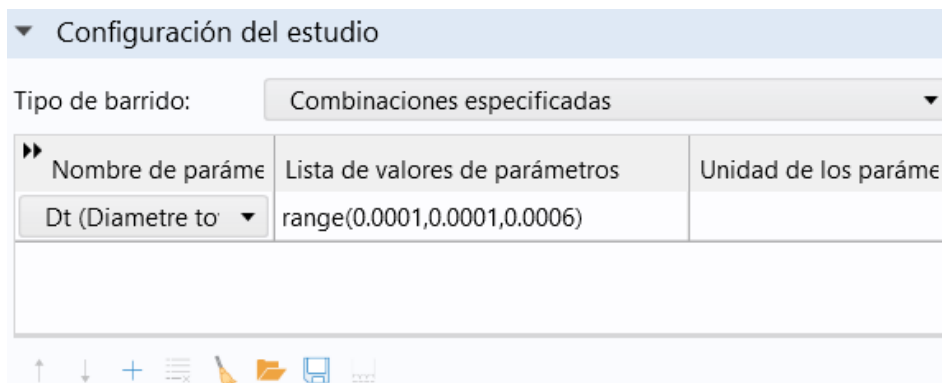 Configuración del estudio
Tipo de barrido: Combinaciones especificadas
Nombre de paráme Lista de valores de parámetros Unidad de los paráme
Dt (Diametre to range(0.0001,0.0001,0.0006)